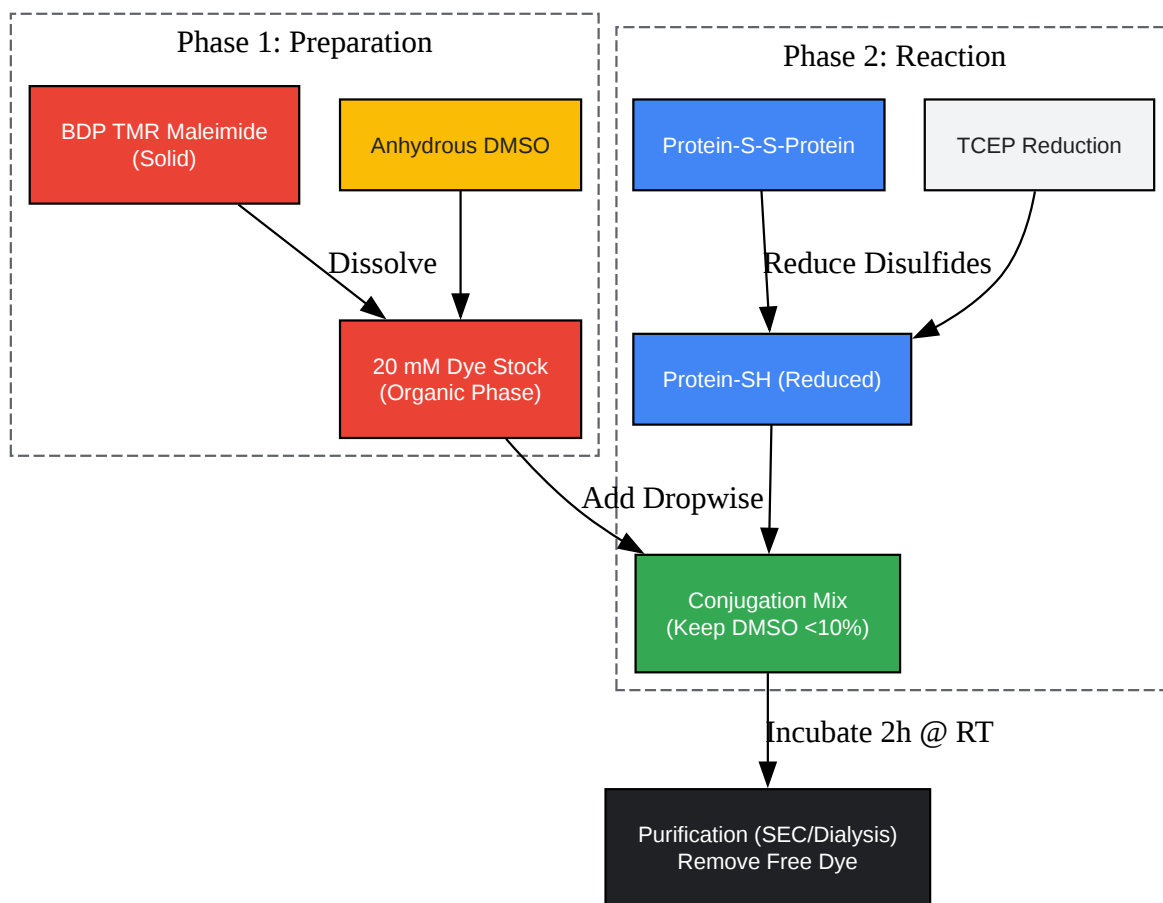 Phase 1: Preparation
BDP TMR Maleimide
(Solid)
Anhydrous DMSO
Dissolve
20 mM Dye Stock
(Organic Phase)
Phase 2: Reaction
Protein-S-S-Protein
TCEP Reduction
Reduce Disulfides
Protein-SH (Reduced)
Add Dropwise
Conjugation Mix
(Keep DMSO <10%)
Incubate 2h @ RT
Purification (SEC/Dialysis)
Remove Free Dye